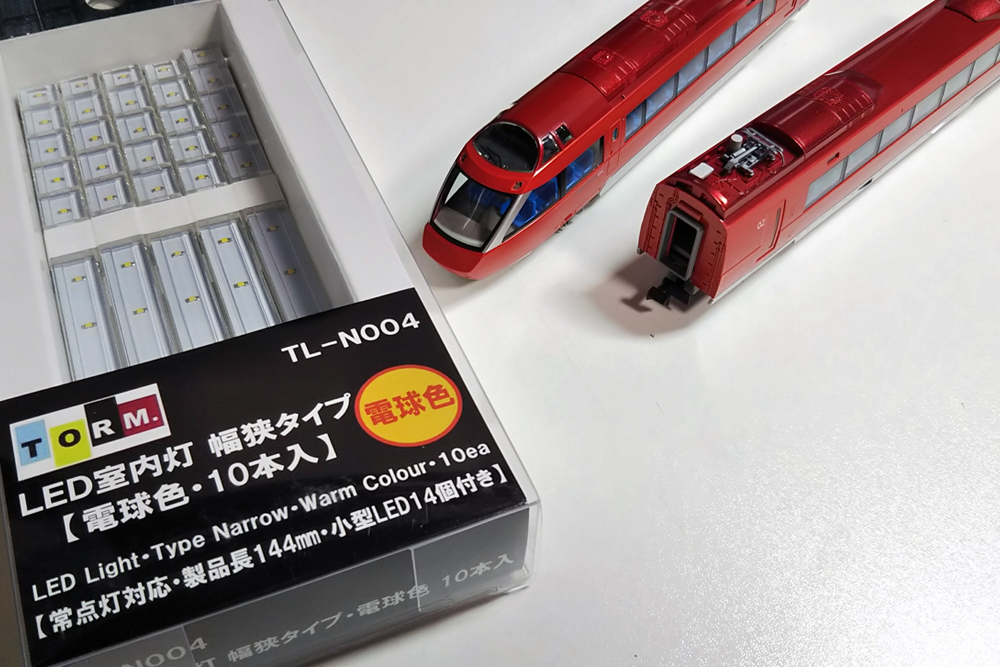 TL-N004
TORM.
LED室内灯 幅狭タイプ
電球色
【電球色・10本入】
LED Light・Type Narrow・Warm Colour・10ea
【常点灯対応・製品長144mm・小型LED14個付き】
N004
灯 幅狭タイプ・電球色 10本入
02